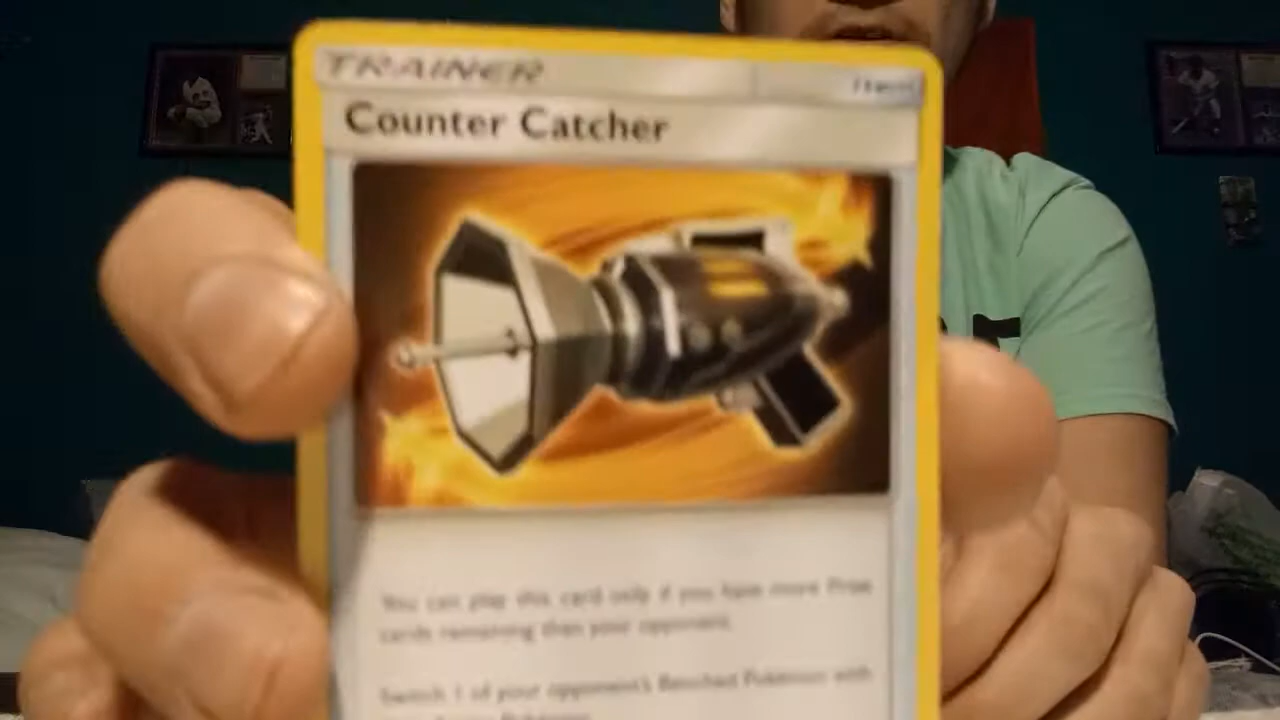 TRAINER Item
Counter Catcher
You can play this card only if you have more Prize
cards remaining than your opponent.
Switch 1 of your opponent's Benched Pokémon with